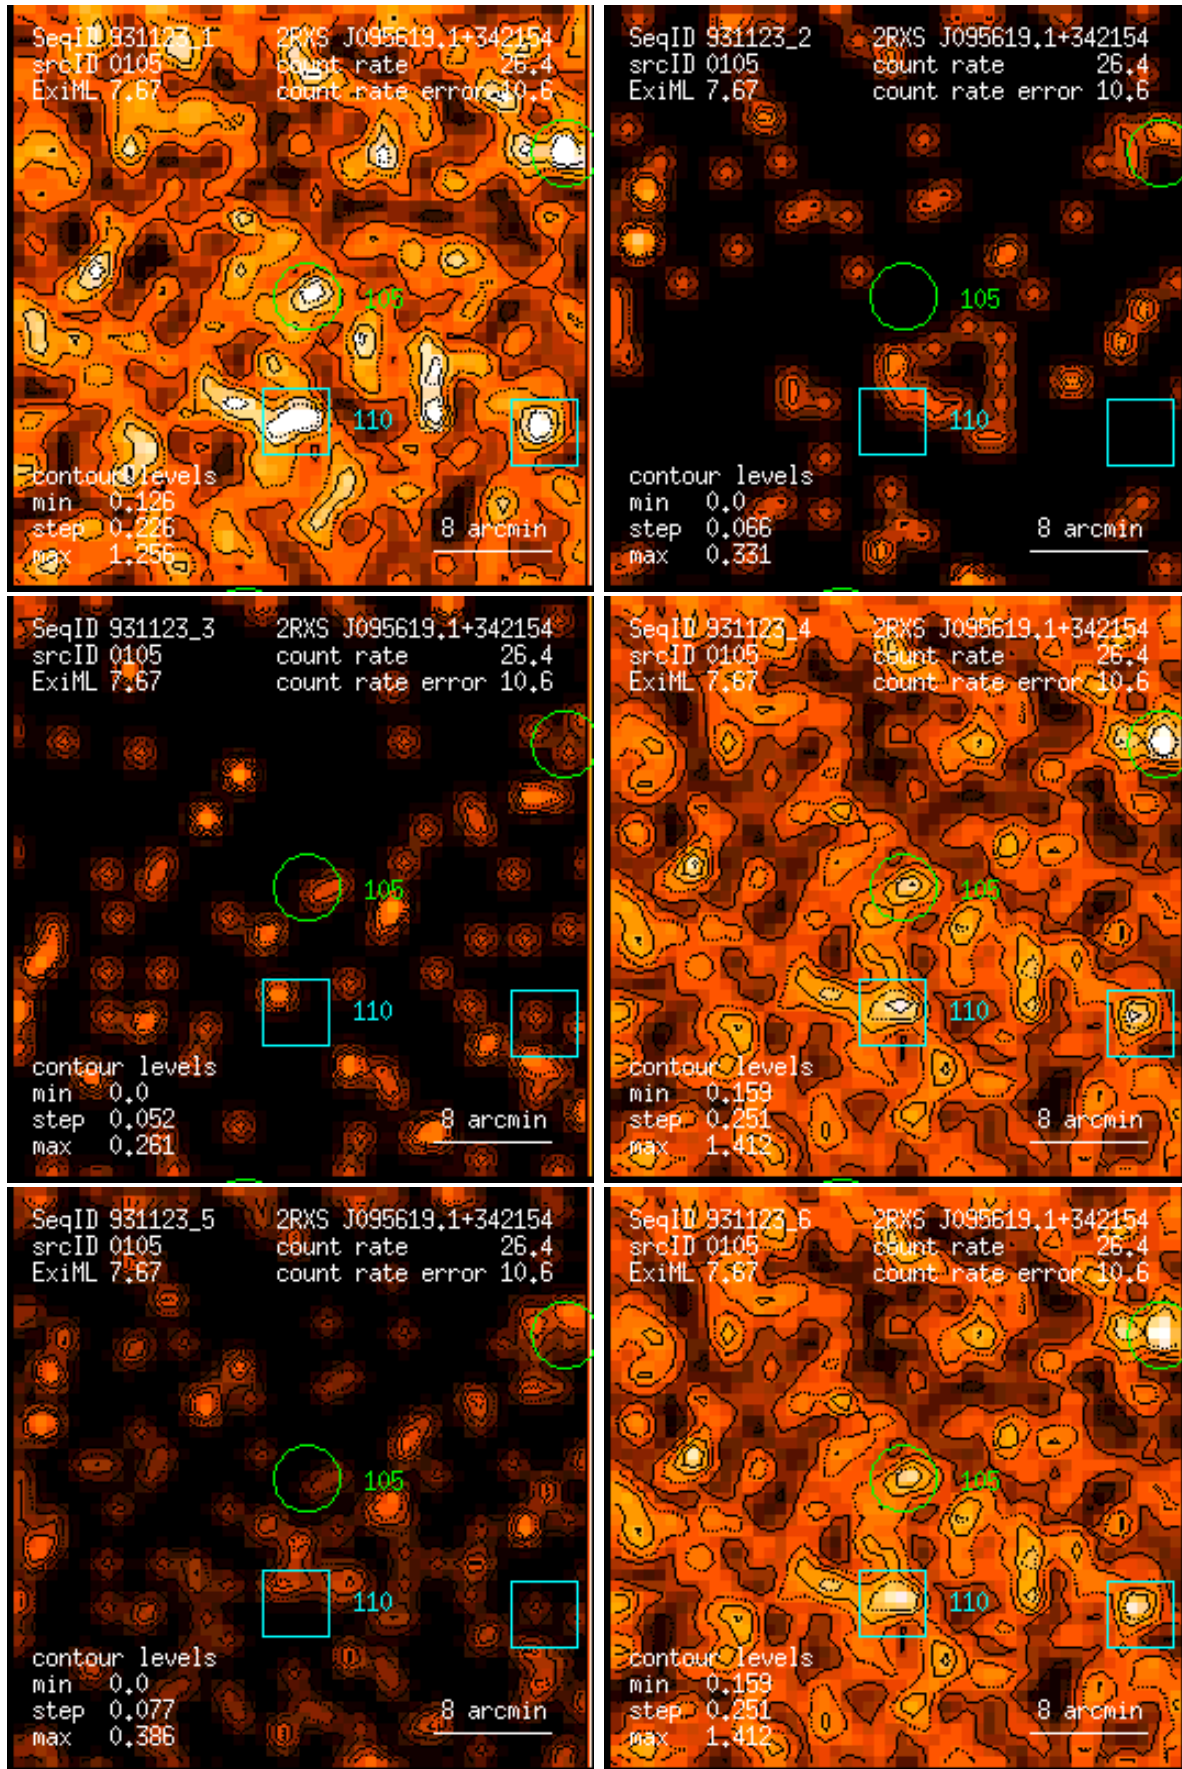 SeqID 931123_1 2RXS J095619.1+342154
srcID 0105 count rate 26.4
ExiML 7.67 count rate error 10.6
105
110
contour levels
min 0.126
step 0.226 8 arcmin
max 1.256
SeqID 931123_2 2RXS J095619.1+342154
srcID 0105 count rate 26.4
ExiML 7.67 count rate error 10.6
105
110
contour levels
min 0.0
step 0.066 8 arcmin
max 0.331
SeqID 931123_3 2RXS J095619.1+342154
srcID 0105 count rate 26.4
ExiML 7.67 count rate error 10.6
105
110
contour levels
min 0.0
step 0.052 8 arcmin
max 0.261
SeqID 931123_4 2RXS J095619.1+342154
srcID 0105 count rate 26.4
ExiML 7.67 count rate error 10.6
105
110
contour levels
min 0.159
step 0.251 8 arcmin
max 1.412
SeqID 931123_5 2RXS J095619.1+342154
srcID 0105 count rate 26.4
ExiML 7.67 count rate error 10.6
105
110
contour levels
min 0.0
step 0.077 8 arcmin
max 0.386
SeqID 931123_6 2RXS J095619.1+342154
srcID 0105 count rate 26.4
ExiML 7.67 count rate error 10.6
105
110
contour levels
min 0.159
step 0.251 8 arcmin
max 1.412